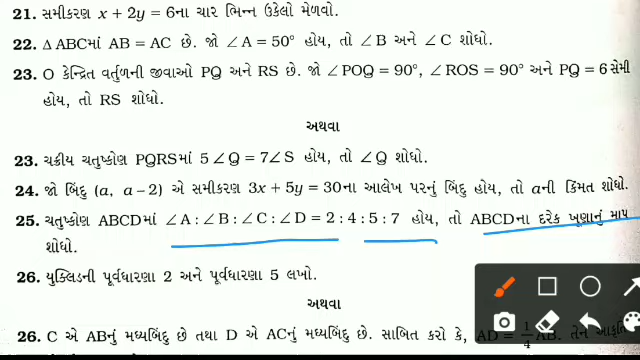 21. સમીકરણ x + 2y = 6ના ચાર ભિન્ન ઉકેલો મેળવો.
22. Δ ABCમાં AB = AC છે. જો ∠A = 50° હોય, તો ∠B અને ∠C શોધો.
23. O કેન્દ્રિત વર્તુળની જીવાઓ PQ અને RS છે. જો ∠POQ = 90°, ∠ROS = 90° અને PQ = 6 સેમી
હોય, તો RS શોધો.
અથવા
23. ચક્રીય ચતુષ્કોણ PQRSમાં 5∠Q = 7∠S હોય, તો ∠Q શોધો.
24. જો બિંદુ (a, a – 2) એ સમીકરણ 3x + 5y = 30ના આલેખ પરનું બિંદુ હોય, તો aની કિંમત શોધો.
25. ચતુષ્કોણ ABCDમાં ∠A : ∠B : ∠C : ∠D = 2 : 4 : 5 : 7 હોય, તો ABCDના દરેક ખૂણાનું માપ
શોધો.
26. યુક્લિડની પૂર્વધારણા 2 અને પૂર્વધારણા 5 લખો.
અથવા
26. C એ ABનું મધ્યબિંદુ છે તથા D એ ACનું મધ્યબિંદુ છે. સાબિત કરો કે, AD = 1/4 AB. તેને આકૃતિ